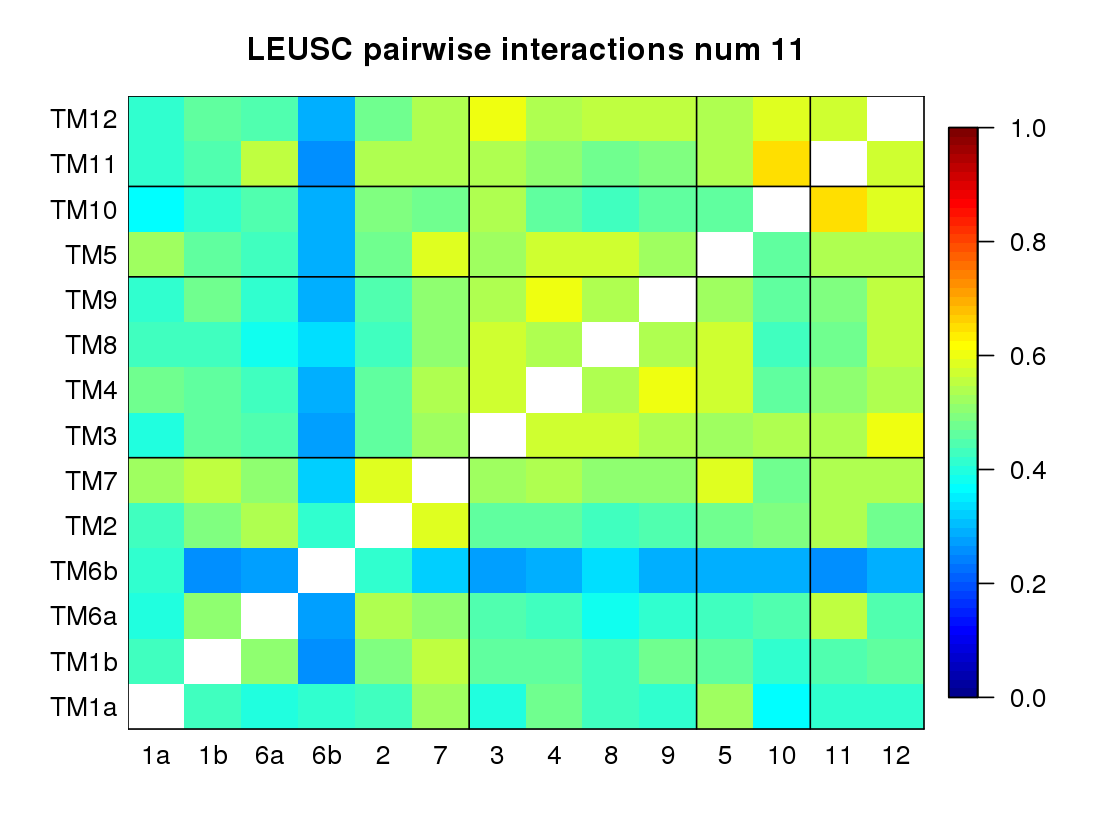 LEUSC pairwise interactions num 11
TM12
TM11
TM10
TM5
TM9
TM8
TM4
TM3
TM7
TM2
TM6b
TM6a
TM1b
TM1a
1a 1b 6a 6b 2 7 3 4 8 9 5 10 11 12
1.0
0.8
0.6
0.4
0.2
0.0